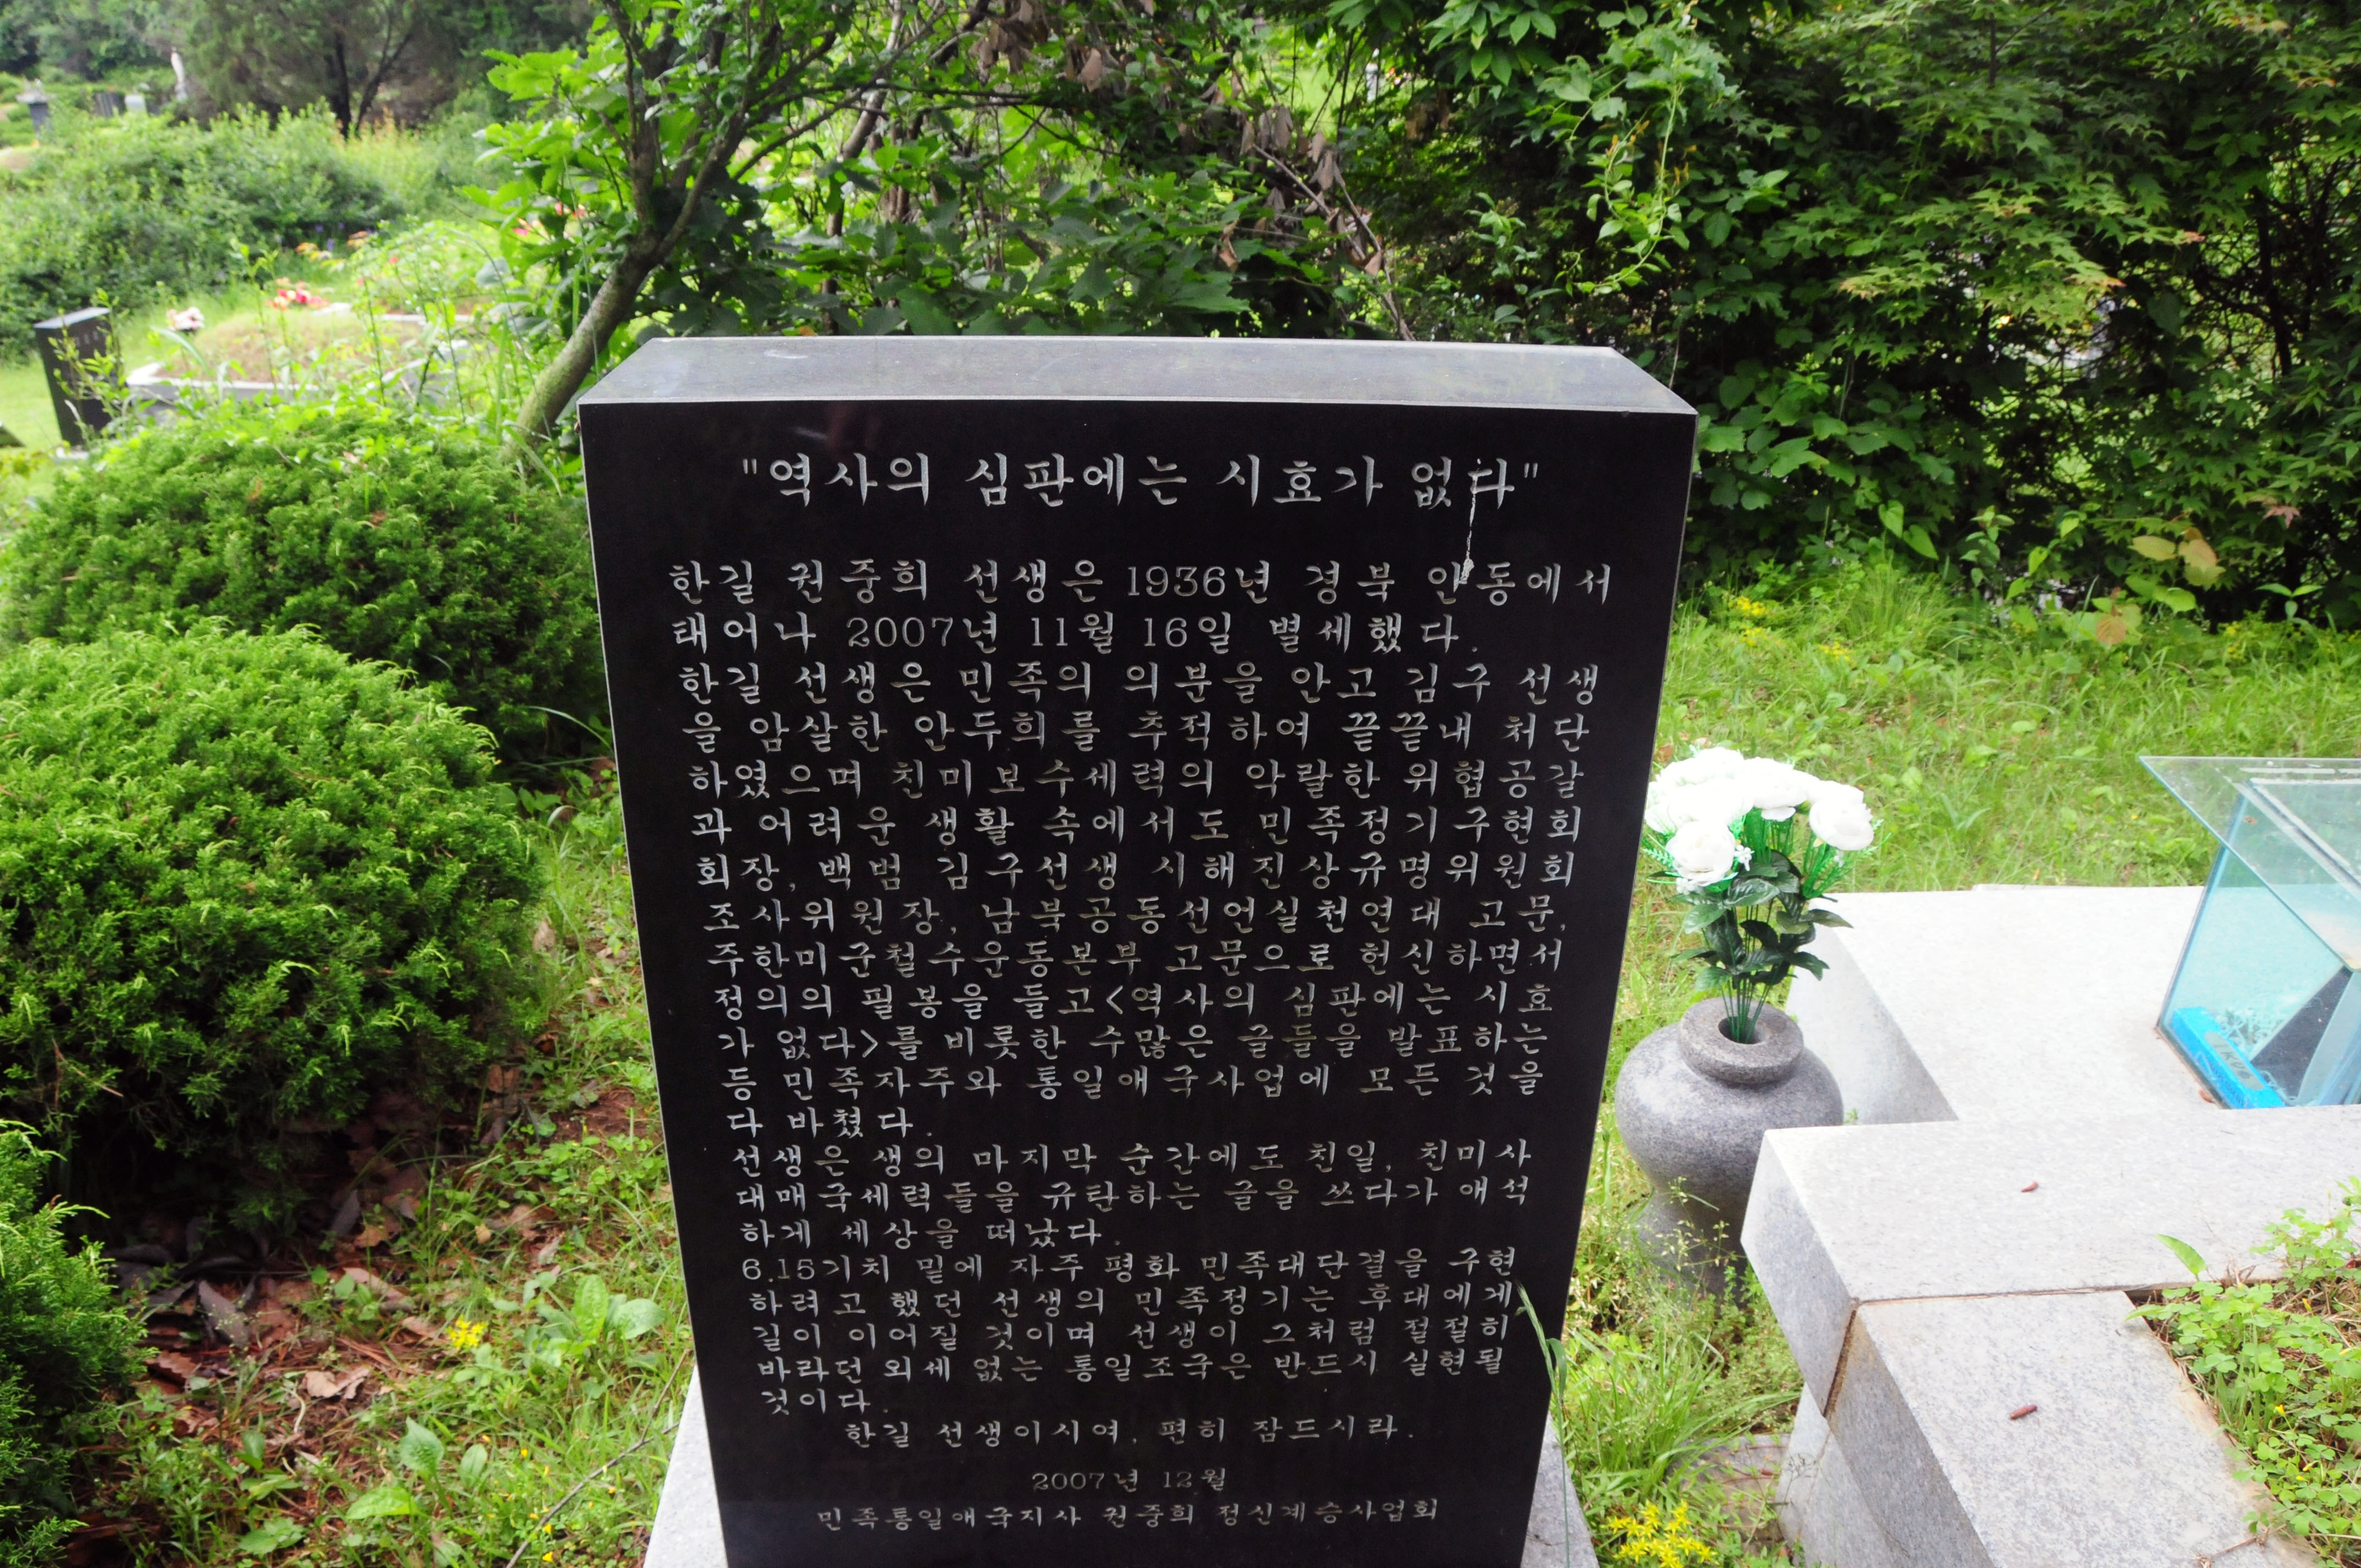 "역사의 심판에는 시효가 없다"
한길 권중희 선생은 1936년 경북 안동에서
태어나 2007년 11월 16일 별세했다.
한길 선생은 민족의 의분을 안고 김구 선생
을 암살한 안두희를 추적하여 끝끝내 처단
하였으며 친미보수세력의 악랄한 위협공갈
과 어려운 생활 속에서도 민족정기구현회
회장, 백범 김구선생 시해진상규명위원회
조사위원장, 남북공동선언실천연대 고문,
주한미군철수운동본부 고문으로 헌신하면서
정의의 필봉을 들고<역사의 심판에는 시효
가 없다>를 비롯한 수많은 글들을 발표하는
등 민족자주와 통일애국사업에 모든 것을
다 바쳤다.
선생은 생의 마지막 순간에도 친일, 친미사
대매국세력들을 규탄하는 글을 쓰다가 애석
하게 세상을 떠났다.
6.15기치 밑에 자주 평화 민족대단결을 구현
하려고 했던 선생의 민족정기는 후대에게
길이 이어질 것이며 선생이 그처럼 절절히
바라던 외세 없는 통일조국은 반드시 실현될
것이다.
한길 선생이시여, 편히 잠드시라.
2007년 12월
민족통일애국지사 권중희 정신계승사업회